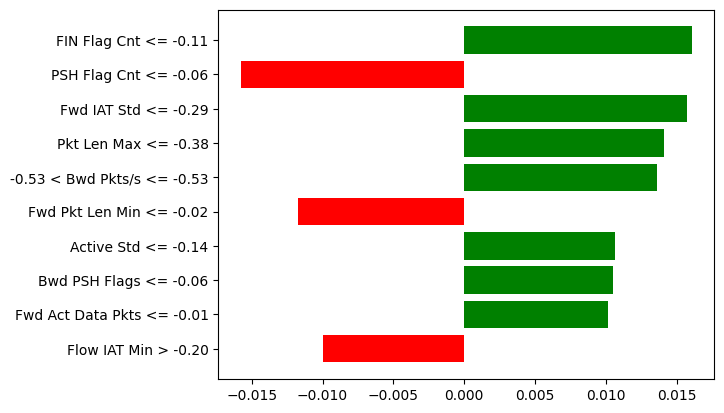 FIN Flag Cnt <= -0.11
PSH Flag Cnt <= -0.06
Fwd IAT Std <= -0.29
Pkt Len Max <= -0.38
-0.53 < Bwd Pkts/s <= -0.53
Fwd Pkt Len Min <= -0.02
Active Std <= -0.14
Bwd PSH Flags <= -0.06
Fwd Act Data Pkts <= -0.01
Flow IAT Min > -0.20
−0.015 −0.010 −0.005 0.000 0.005 0.010 0.015